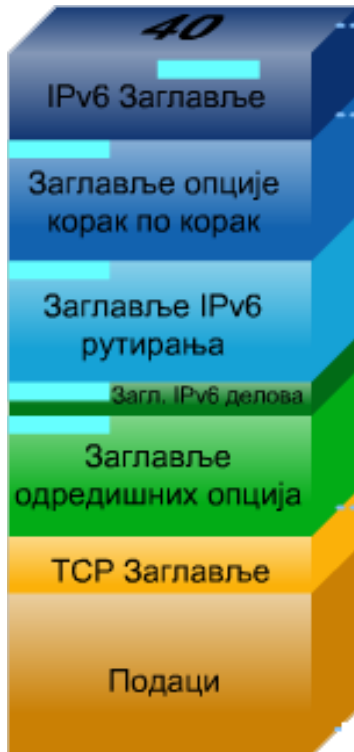 40
IPv6 Заглавље
Заглавље опције
корак по корак
Заглавље IPv6
рутирања
Загл. IPv6 делова
Заглавље
одредишних опција
TCP Заглавље
Подаци